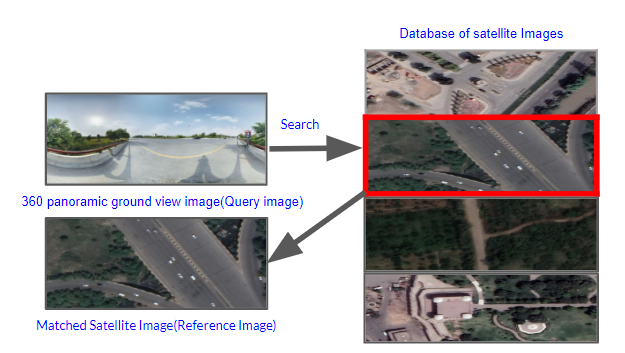 Database of satellite Images
Search
360 panoramic ground view image(Query image)
Matched Satellite Image(Reference Image)